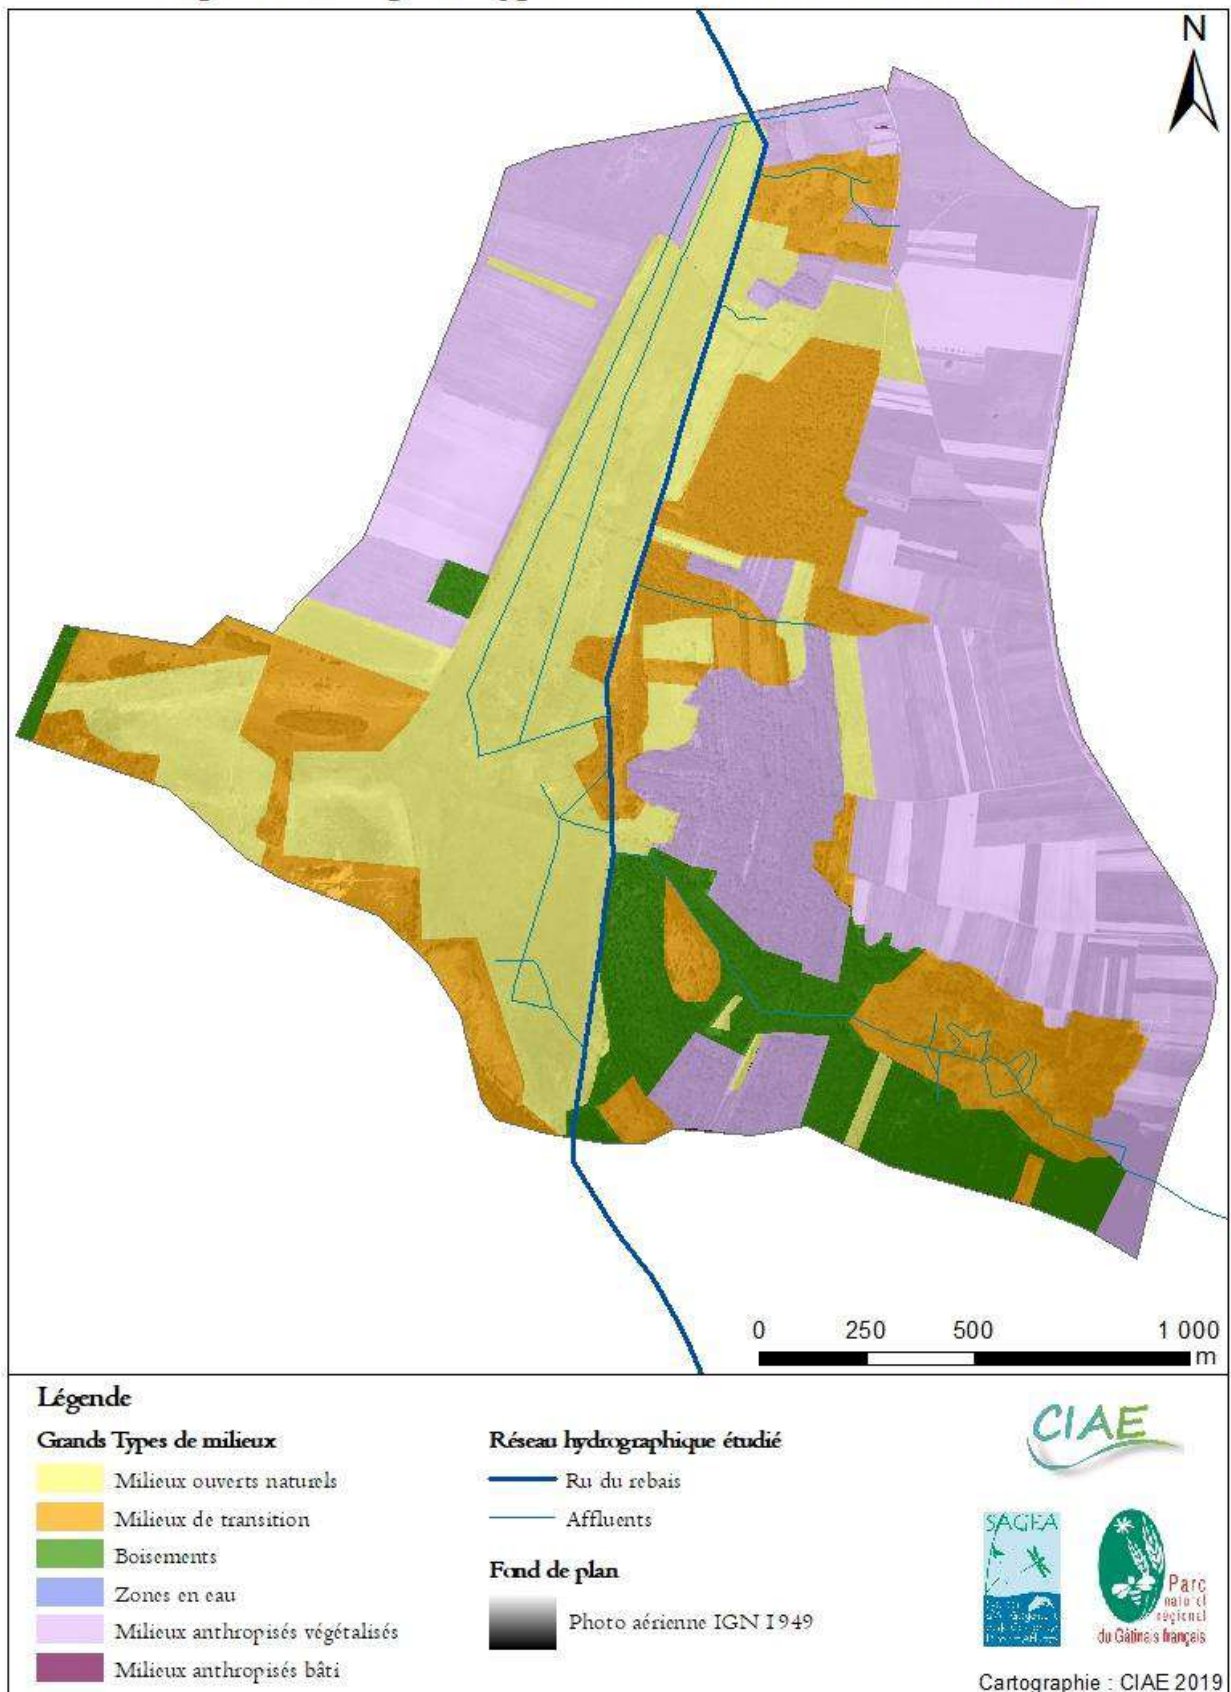 N
0 250 500 1 000
m
Légende
Grands Types de milieux
Milieux ouverts naturels
Milieux de transition
Boisements
Zones en eau
Milieux anthropisés végétalisés
Milieux anthropisés bâti
Réseau hydrographique étudié
Ru du rebais
Affluents
Fond de plan
Photo aérienne IGN 1949
CIAE
SAGEA
Parc
naturel
régional
du Gâtinais français
Cartographie : CIAE 2019